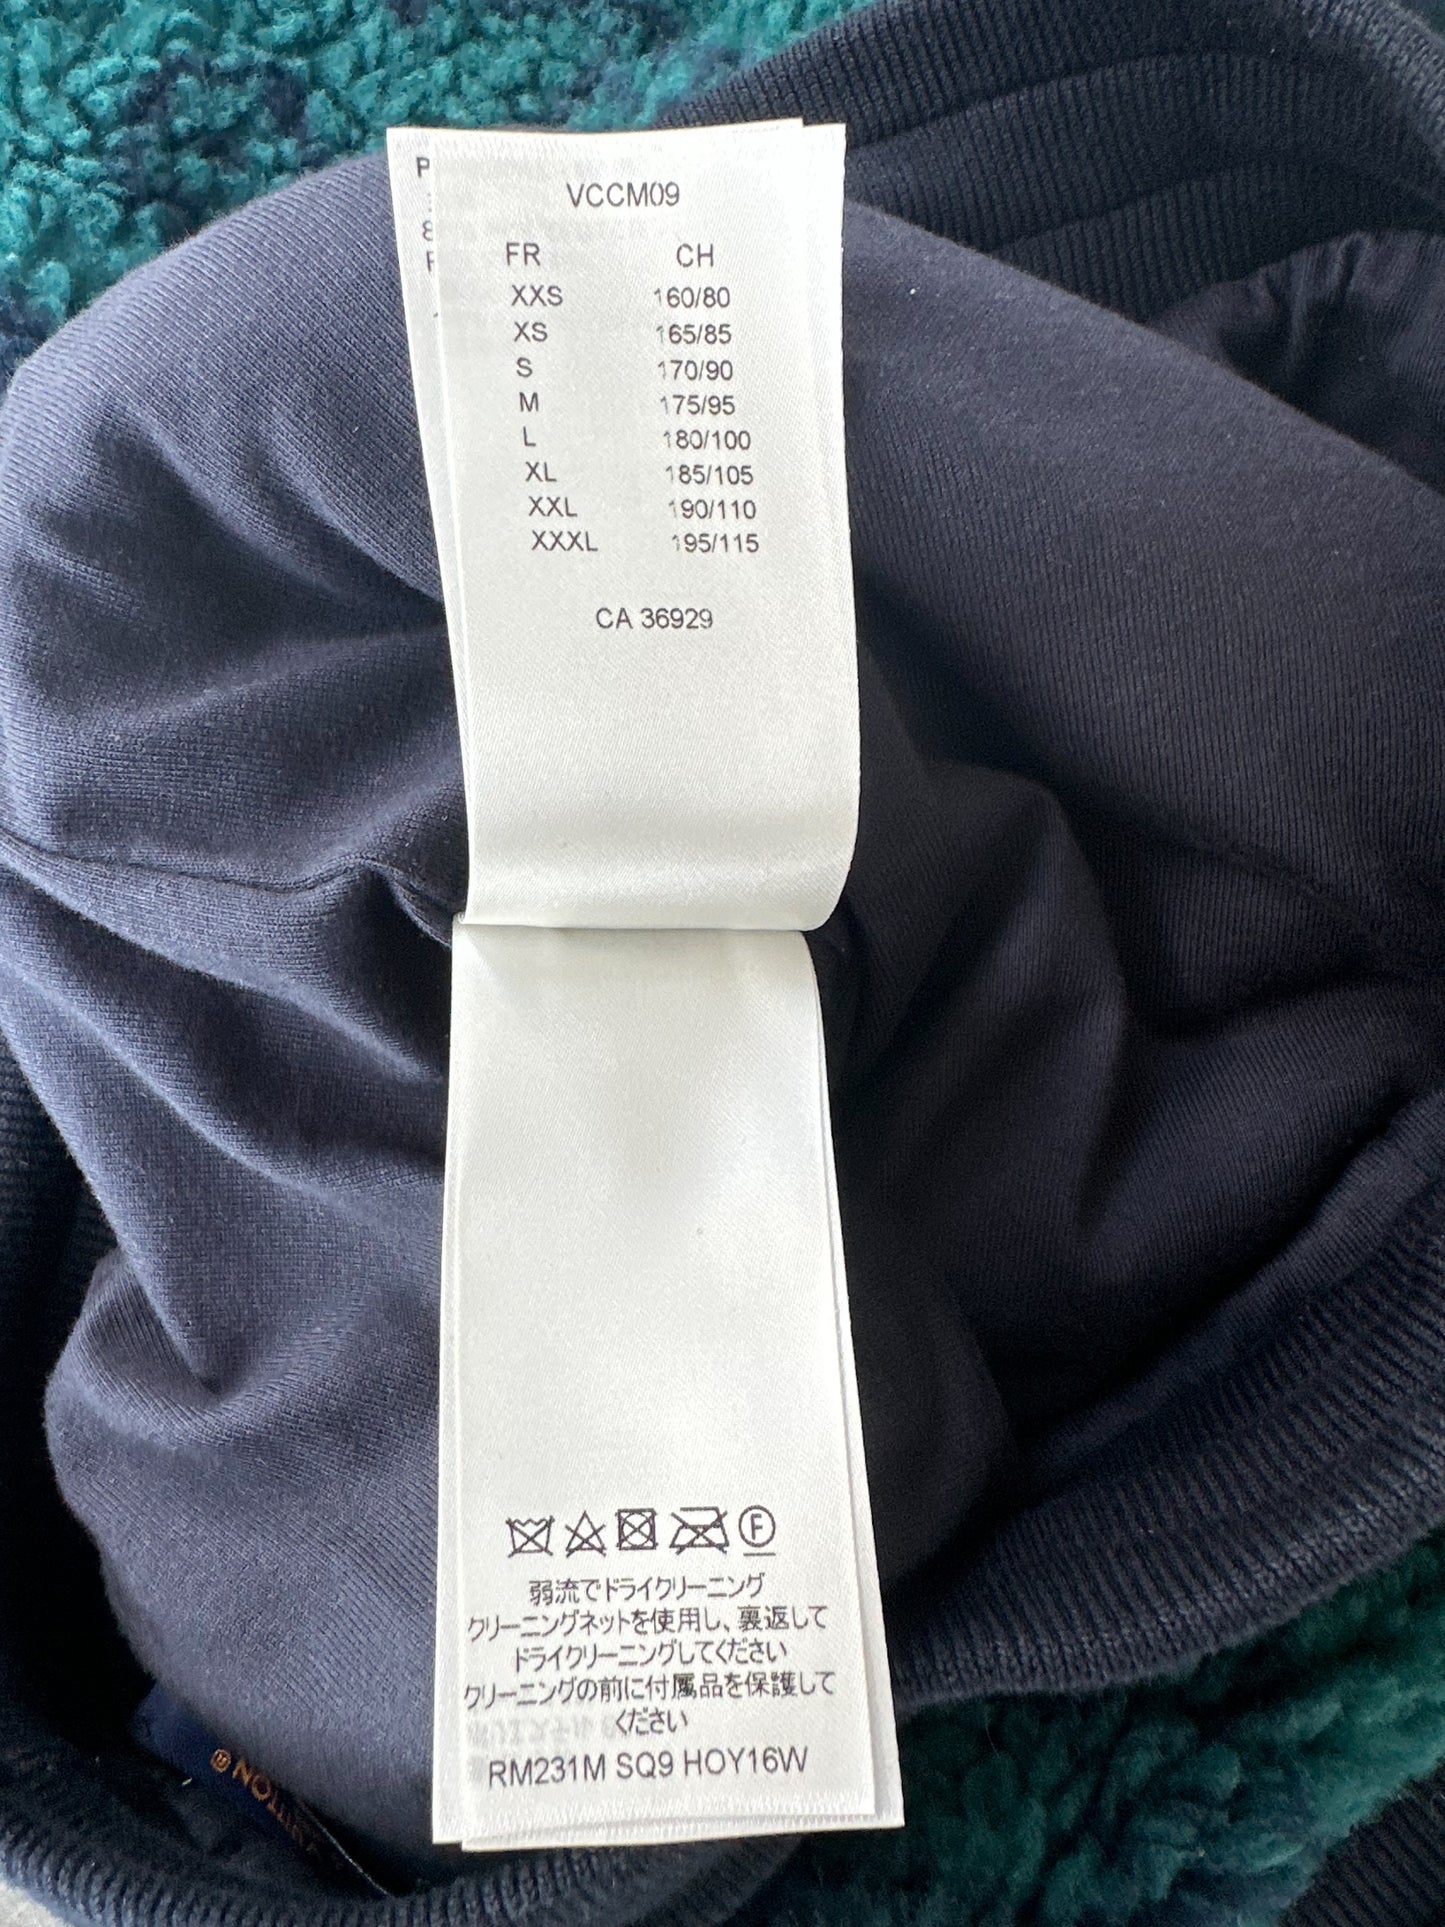 VCCM09
FR CH
XXS 160/80
XS 165/85
S 170/90
M 175/95
L 180/100
XL 185/105
XXL 190/110
XXXL 195/115
CA 36929
F
弱流でドライクリーニング
クリーニングネットを使用し、裏返して
ドライクリーニングしてください
クリーニングの前に付属品を保護して
ください
RM231M SQ9 HOY16W